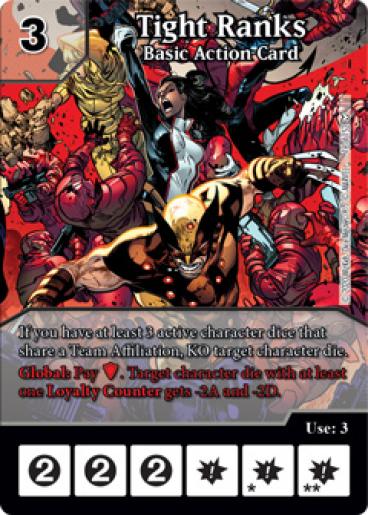 3
Tight Ranks
Basic Action Card
If you have at least 3 active character dice that
share a Team Affiliation, KO target character die.
Global: Pay . Target character die with at least
one Loyalty Counter gets -2A and -2D.
Use: 3
2 2 2 ! ! !
* **